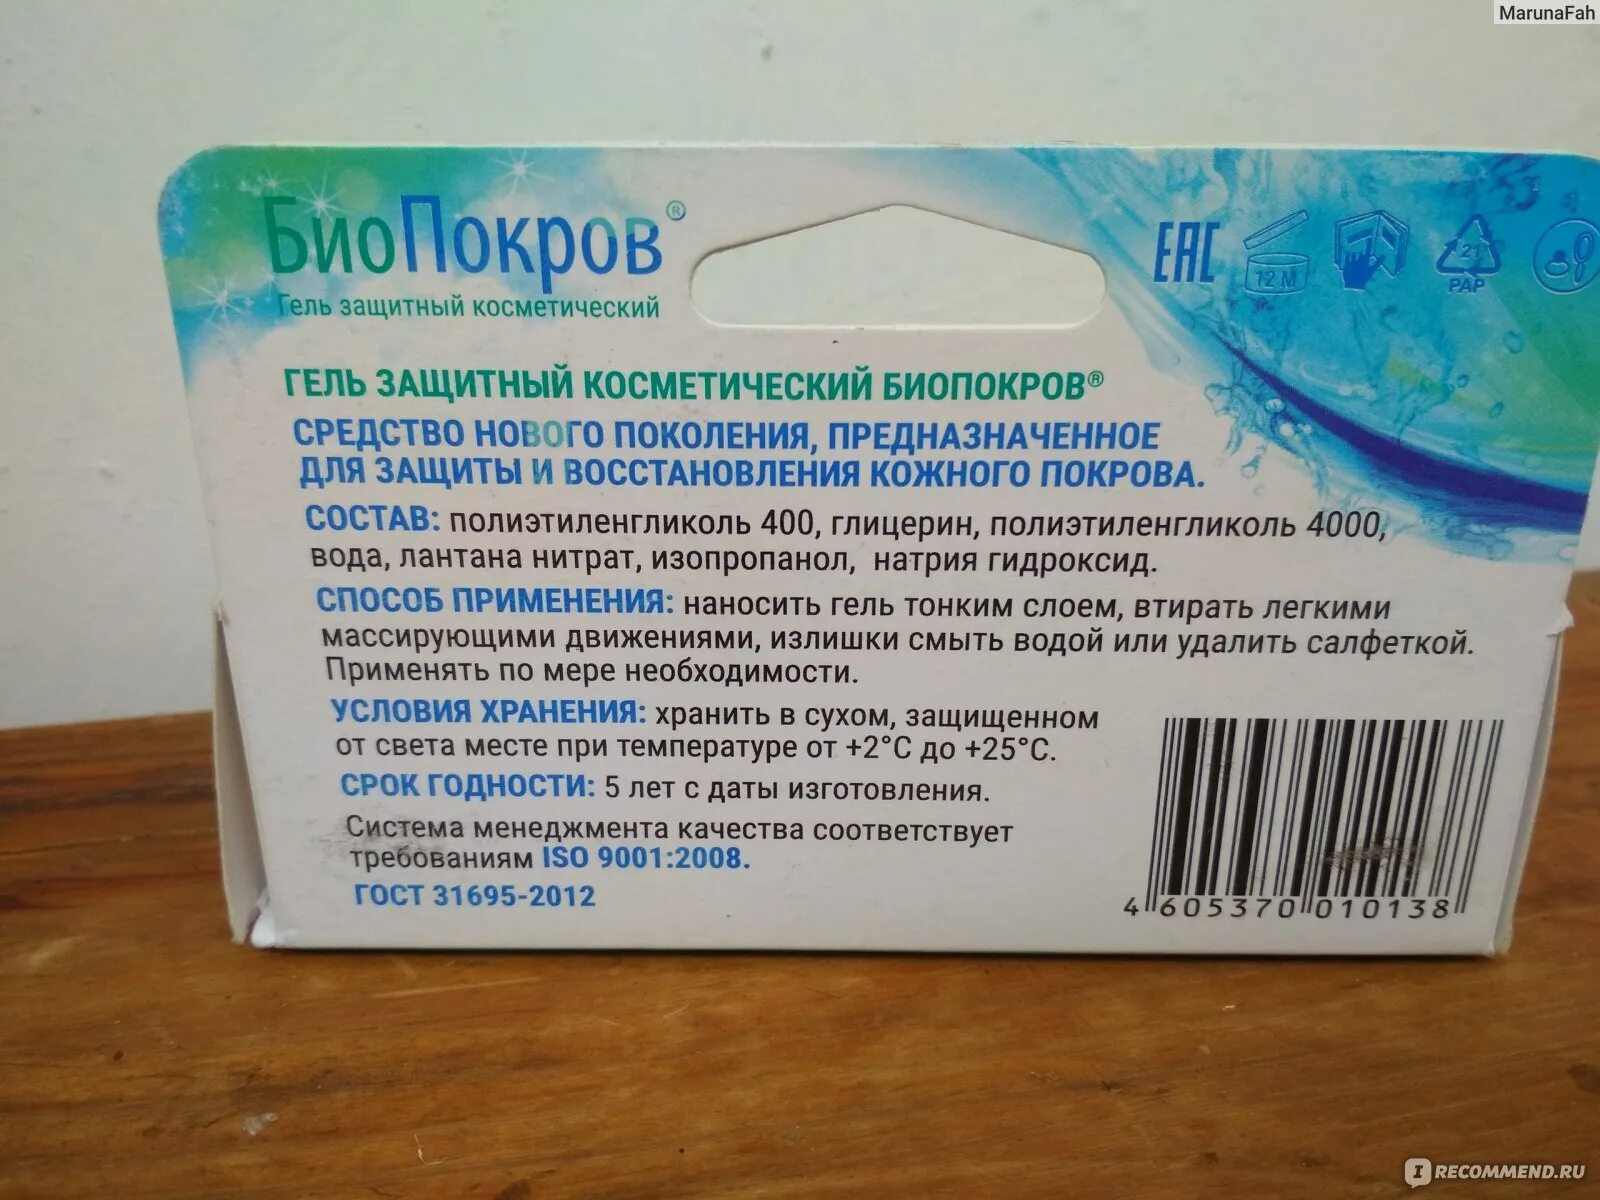 MarunaFah
БиоПокров®
Гель защитный косметический
EAC
12 M
21
PAP
ГЕЛЬ ЗАЩИТНЫЙ КОСМЕТИЧЕСКИЙ БИОПОКРОВ®
СРЕДСТВО НОВОГО ПОКОЛЕНИЯ, ПРЕДНАЗНАЧЕННОЕ
ДЛЯ ЗАЩИТЫ И ВОССТАНОВЛЕНИЯ КОЖНОГО ПОКРОВА.
СОСТАВ: полиэтиленгликоль 400, глицерин, полиэтиленгликоль 4000,
вода, лантана нитрат, изопропанол, натрия гидроксид.
СПОСОБ ПРИМЕНЕНИЯ: наносить гель тонким слоем, втирать легкими
массирующими движениями, излишки смыть водой или удалить салфеткой.
Применять по мере необходимости.
УСЛОВИЯ ХРАНЕНИЯ: хранить в сухом, защищенном
от света месте при температуре от +2°С до +25°С.
СРОК ГОДНОСТИ: 5 лет с даты изготовления.
Система менеджмента качества соответствует
требованиям ISO 9001:2008.
ГОСТ 31695-2012
4 605370 010138
IRECOMMEND.RU